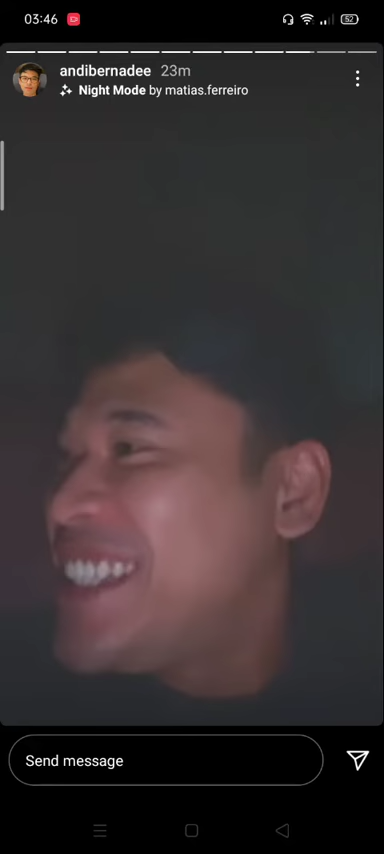 03:46
52
andibernadee 23m
Night Mode by matias.ferreiro
Send message